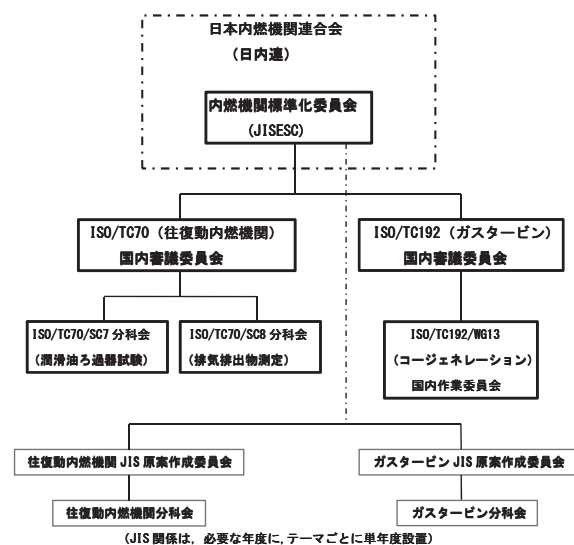 日本内燃機関連合会
(日内連)
内燃機関標準化委員会
(JISESC)
ISO/TC70（往復動内燃機関）
国内審議委員会
ISO/TC192（ガスタービン）
国内審議委員会
ISO/TC70/SC7 分科会
(潤滑油ろ過器試験)
ISO/TC70/SC8 分科会
(排気排出物測定)
ISO/TC192/WG13
(コージェネレーション)
国内作業委員会
往復動内燃機関 JIS 原案作成委員会
ガスタービン JIS 原案作成委員会
往復動内燃機関分科会
ガスタービン分科会
(JIS 関係は，必要な年度に，テーマごとに単年度設置)